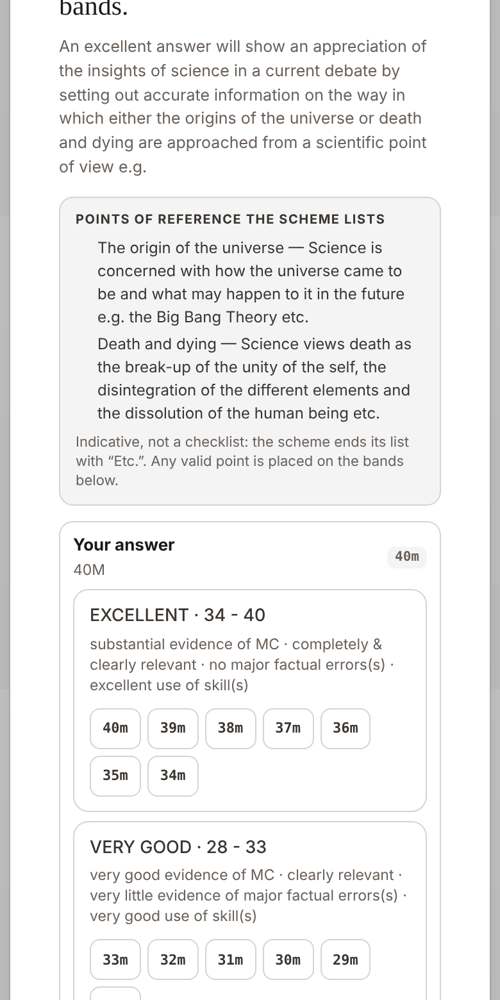 bands.
An excellent answer will show an appreciation of
the insights of science in a current debate by
setting out accurate information on the way in
which either the origins of the universe or death
and dying are approached from a scientific point
of view e.g.
POINTS OF REFERENCE THE SCHEME LISTS
The origin of the universe — Science is
concerned with how the universe came to
be and what may happen to it in the future
e.g. the Big Bang Theory etc.
Death and dying — Science views death as
the break-up of the unity of the self, the
disintegration of the different elements and
the dissolution of the human being etc.
Indicative, not a checklist: the scheme ends its list
with “Etc.”. Any valid point is placed on the bands
below.
Your answer
40m
40M
EXCELLENT · 34 - 40
substantial evidence of MC · completely &
clearly relevant · no major factual errors(s) ·
excellent use of skill(s)
40m 39m 38m 37m 36m
35m 34m
VERY GOOD · 28 - 33
very good evidence of MC · clearly relevant ·
very little evidence of major factual errors(s) ·
very good use of skill(s)
33m 32m 31m 30m 29m